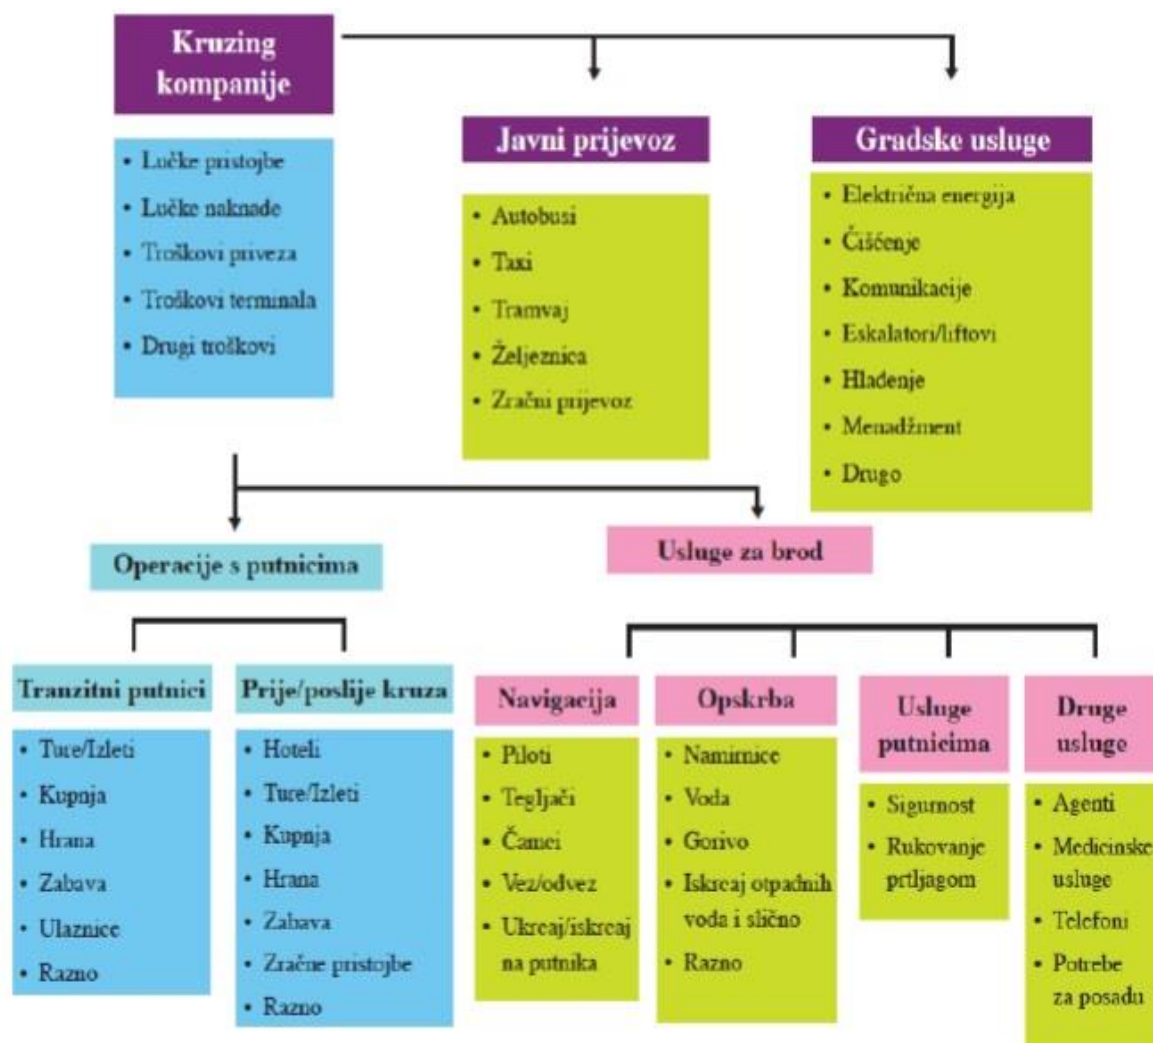 Kruzing
kompanije
• Lučke pristojbe
• Lučke naknade
• Troškovi priveza
• Troškovi terminala
• Drugi troškovi
Javni prijevoz
• Autobusi
• Taxi
• Tramvaj
• Željeznica
• Zračni prijevoz
Gradske usluge
• Električna energija
• Čišćenje
• Komunikacije
• Eskalatori/liftovi
• Hlađenje
• Menadžment
• Drugo
Operacije s putnicima
Usluge za brod
Tranzitni putnici
• Ture/Izleti
• Kupnja
• Hrana
• Zabava
• Ulaznice
• Razno
Prije/poslije kruza
• Hoteli
• Ture/Izleti
• Kupnja
• Hrana
• Zabava
• Zračne pristojbe
• Razno
Navigacija
• Piloti
• Tegljači
• Čamci
• Vez/odvez
• Ukrcaj/iskrcaj
na putnika
Opskrba
• Namirnice
• Voda
• Gorivo
• Iskrcaj otpadnih
voda i slično
• Razno
Usluge
putnicima
• Sigurnost
• Rukovanje
prtljagom
Druge
usluge
• Agenti
• Medicinske
usluge
• Telefoni
• Potrebe
za posadu